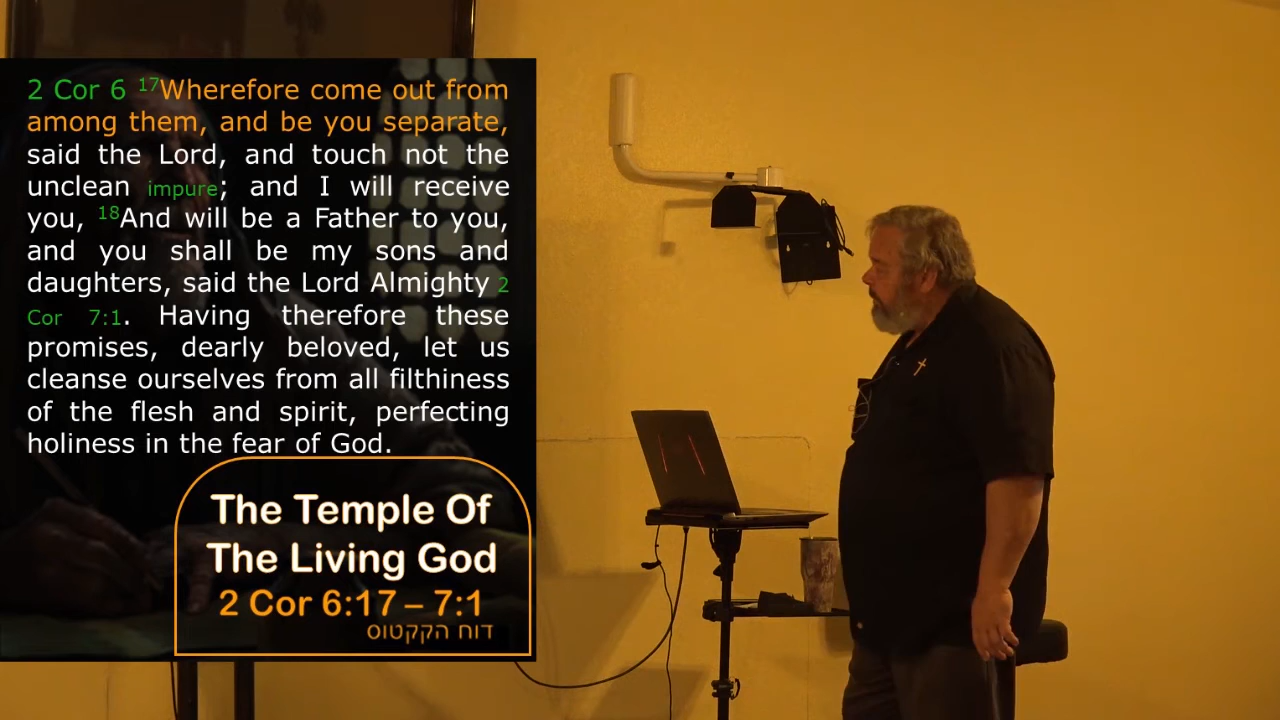 2 Cor 6 17Wherefore come out from
among them, and be you separate,
said the Lord, and touch not the
unclean impure; and I will receive
you, 18And will be a Father to you,
and you shall be my sons and
daughters, said the Lord Almighty 2
Cor 7:1. Having therefore these
promises, dearly beloved, let us
cleanse ourselves from all filthiness
of the flesh and spirit, perfecting
holiness in the fear of God.
The Temple Of
The Living God
2 Cor 6:17 – 7:1
דוח הקקטוס